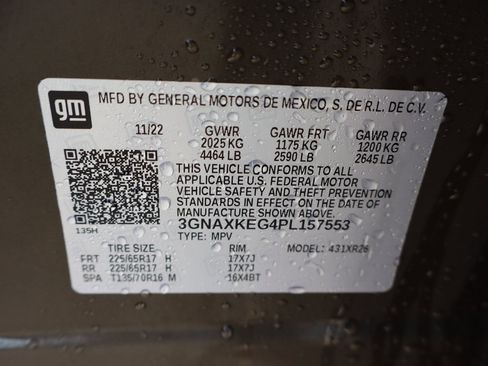 gm
MFD BY GENERAL MOTORS DE MEXICO, S. DE R.L. DE C.V.
11/22 GVWR GAWR FRT GAWR RR
2025 KG 1175 KG 1200 KG
4464 LB 2590 LB 2645 LB
THIS VEHICLE CONFORMS TO ALL
APPLICABLE U.S. FEDERAL MOTOR
VEHICLE SAFETY AND THEFT PREVENTION
STANDARDS IN EFFECT ON THE DATE OF
MANUFACTURE SHOWN ABOVE.
3GNAXKEG4PL157553
135H
TYPE: MPV
TIRE SIZE RIM MODEL: 431XR26
FRT 225/65R17 H 17X7J
RR 225/65R17 H 17X7J
SPA T135/70R16 M 16X4BT